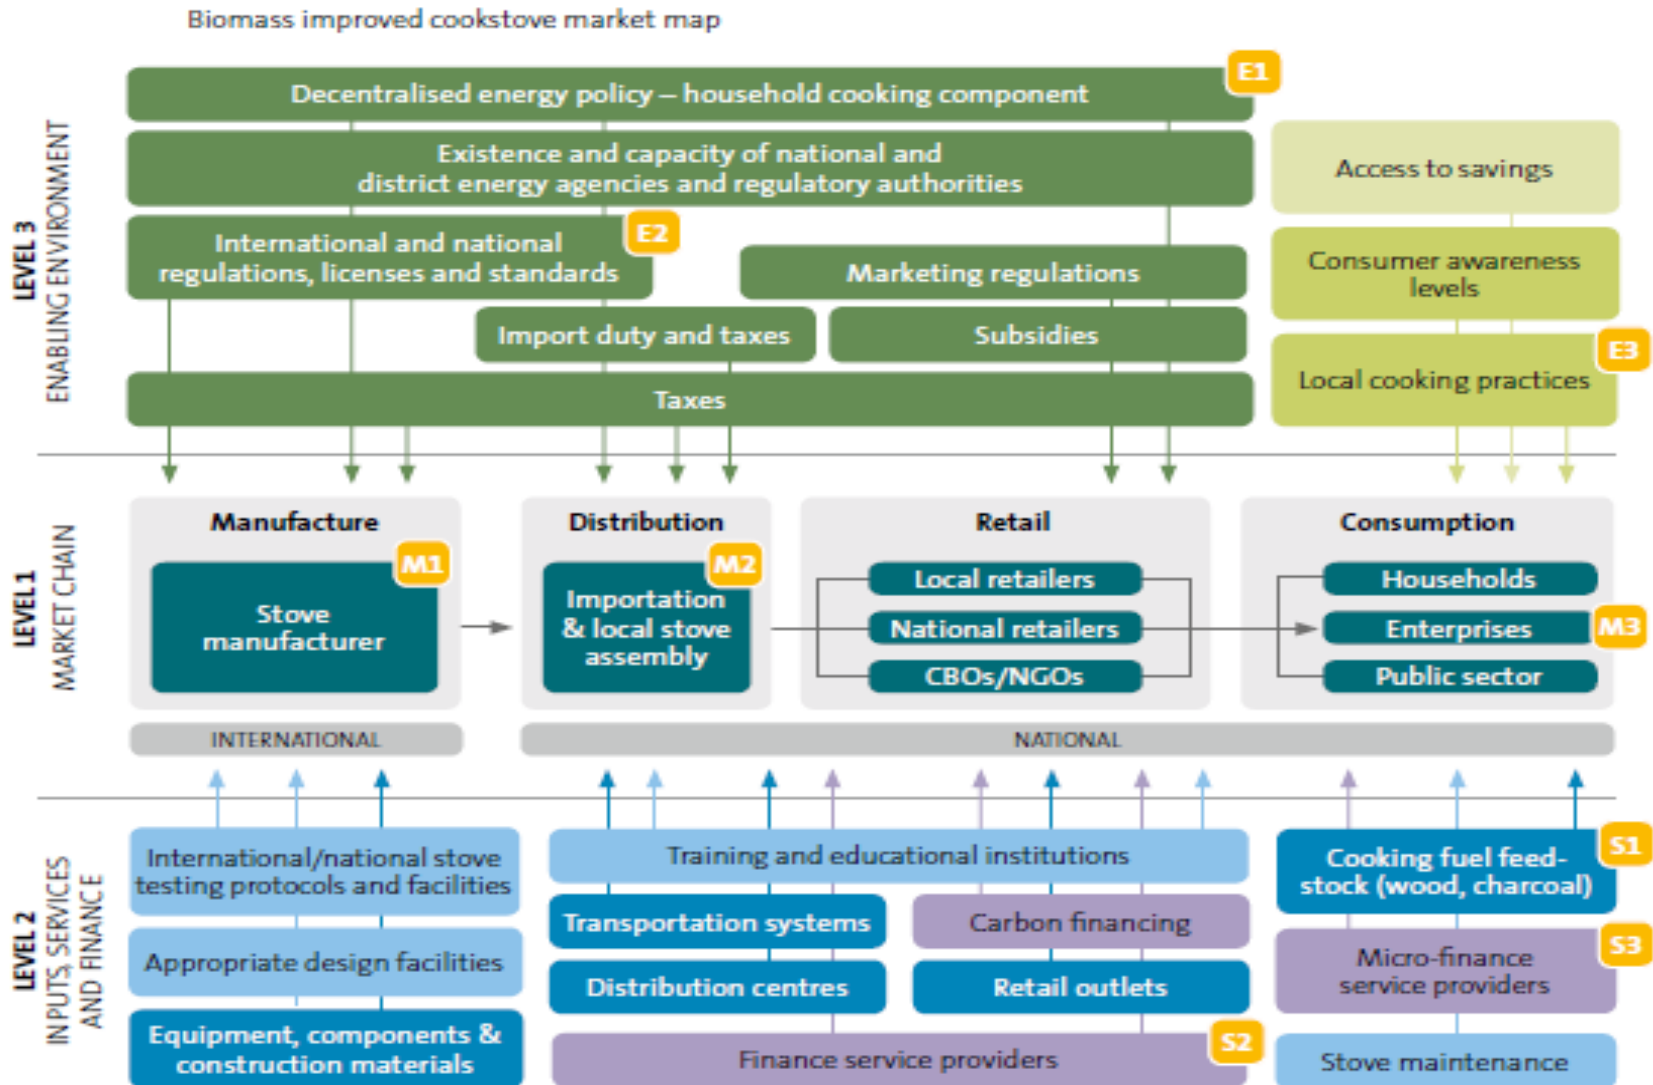 Biomass improved cookstove market map
E1
Decentralised energy policy – household cooking component
Existence and capacity of national and
district energy agencies and regulatory authorities
Access to savings
E2
International and national
regulations, licenses and standards
Marketing regulations
Consumer awareness
levels
Import duty and taxes
Subsidies
E3
Local cooking practices
Taxes
LEVEL 3
ENABLING ENVIRONMENT
Manufacture
Distribution
Retail
Consumption
M1
Stove
manufacturer
M2
Importation
& local stove
assembly
Local retailers
National retailers
CBOs/NGOs
Households
Enterprises
M3
Public sector
LEVEL 1
MARKET CHAIN
INTERNATIONAL
NATIONAL
International/national stove
testing protocols and facilities
Training and educational institutions
S1
Cooking fuel feed-
stock (wood, charcoal)
Transportation systems
Carbon financing
Appropriate design facilities
S3
Micro-finance
service providers
Distribution centres
Retail outlets
Equipment, components &
construction materials
S2
Finance service providers
Stove maintenance
LEVEL 2
INPUTS, SERVICES
AND FINANCE